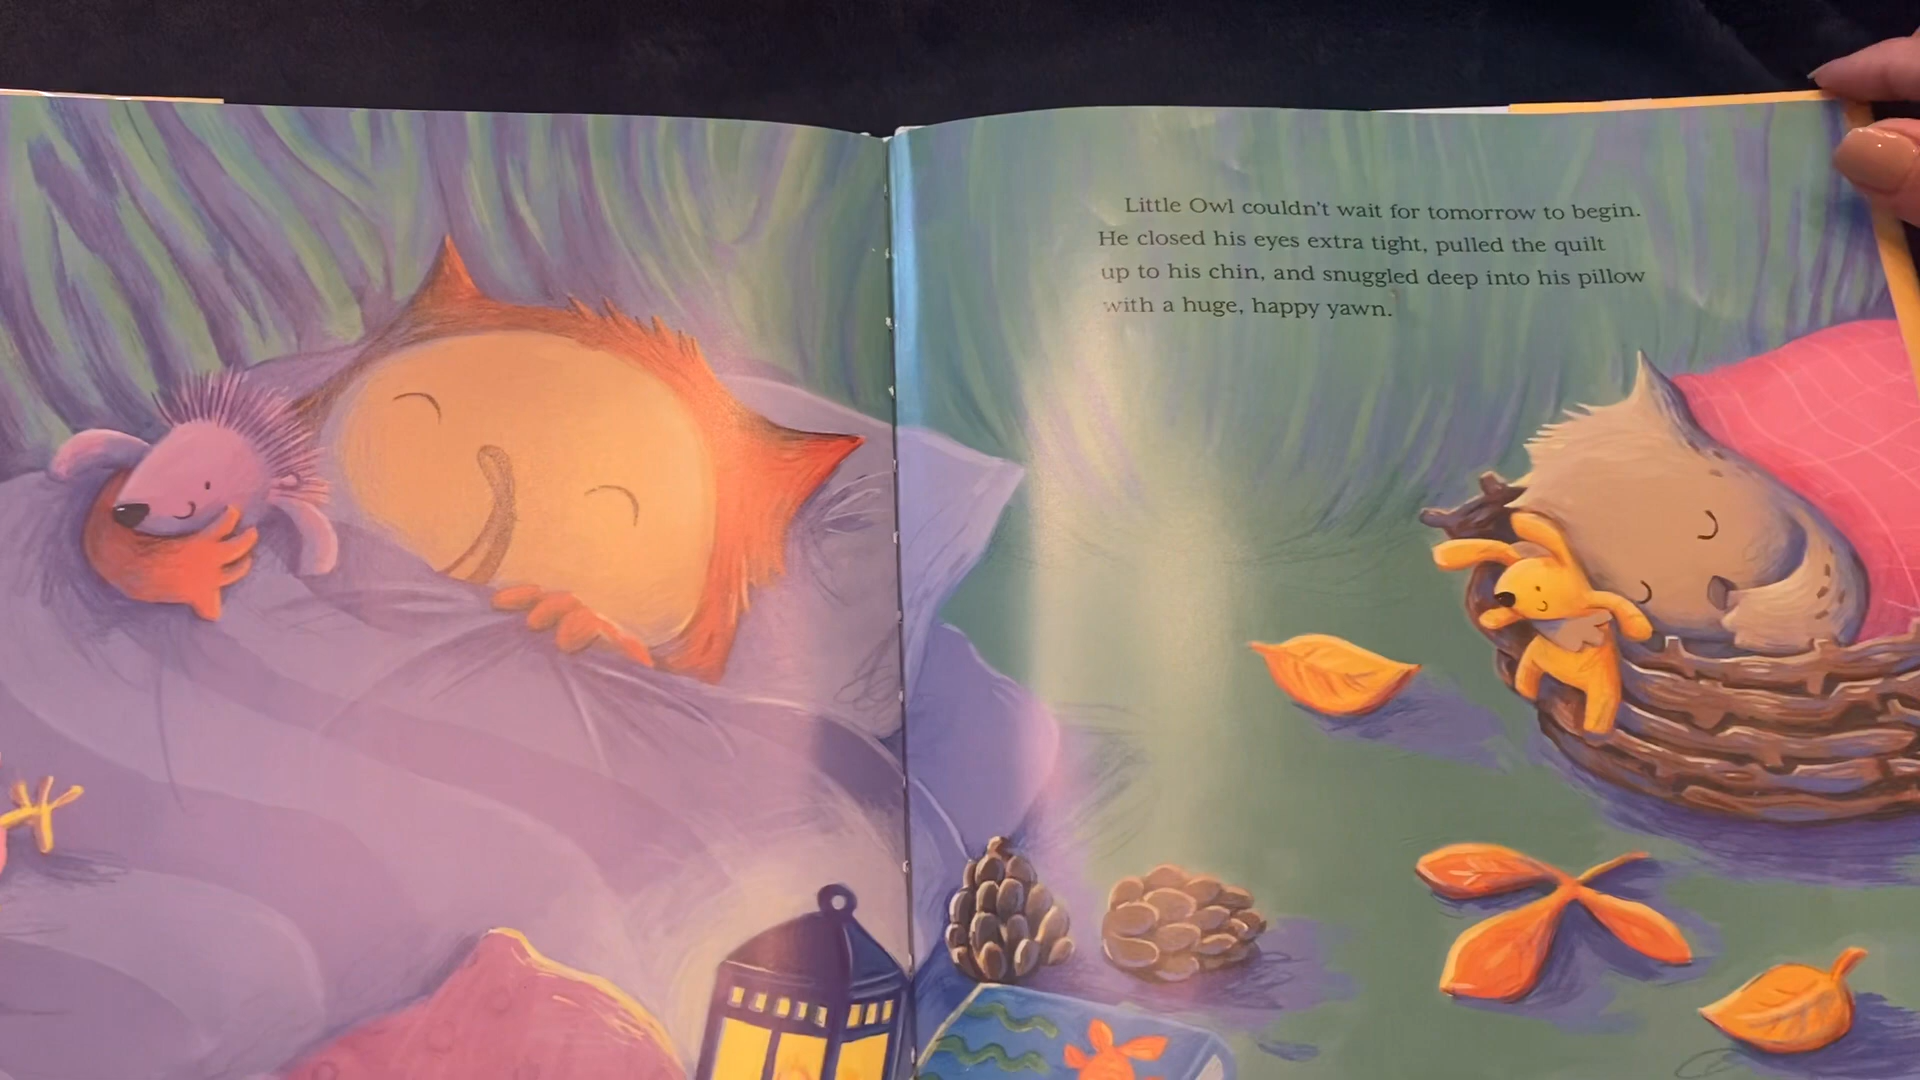 Little Owl couldn't wait for tomorrow to begin.
He closed his eyes extra tight, pulled the quilt
up to his chin, and snuggled deep into his pillow
with a huge, happy yawn.